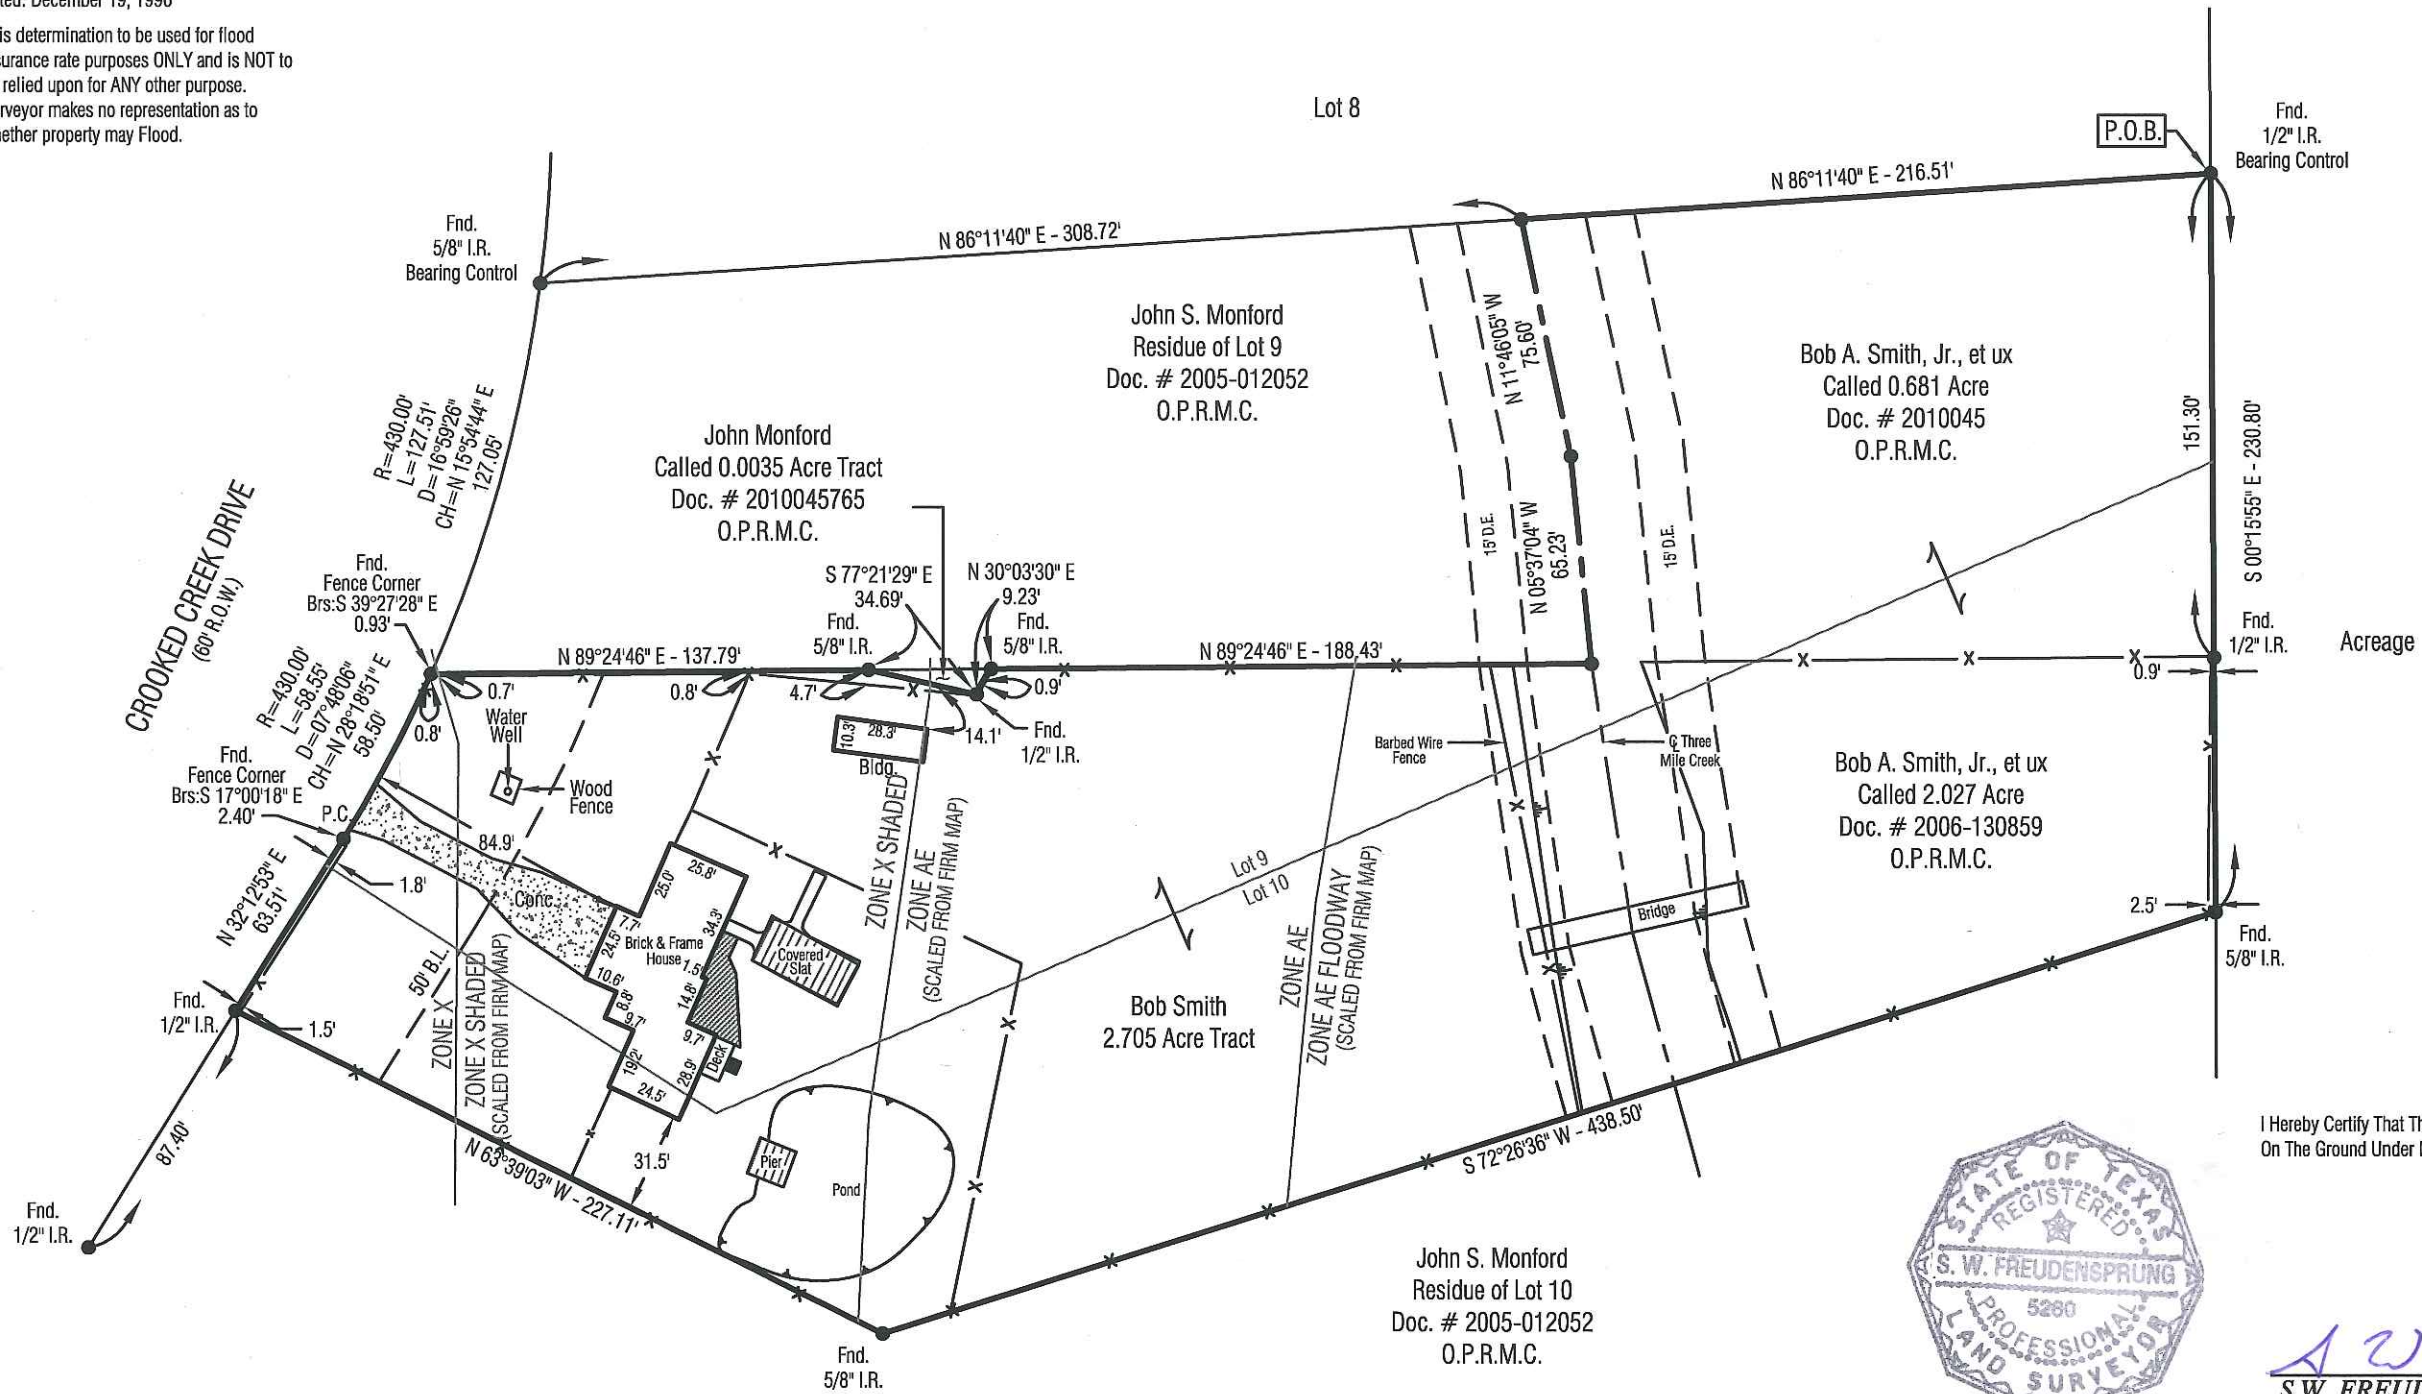 is determination to be used for flood
surance rate purposes ONLY and is NOT to
relied upon for ANY other purpose.
rveyor makes no representation as to
ether property may Flood.
Lot 8
P.O.B.
Fnd.
1/2" I.R.
Bearing Control
N 86°11'40" E - 216.51'
N 86°11'40" E - 308.72'
Fnd.
5/8" I.R.
Bearing Control
John S. Monford
Residue of Lot 9
Doc. # 2005-012052
O.P.R.M.C.
N 11°46'05" W
75.60'
Bob A. Smith, Jr., et ux
Called 0.681 Acre
Doc. # 2010045
O.P.R.M.C.
151.30'
S 00°15'55" E - 230.80'
R=430.00'
L=127.51'
D=16°59'26"
CH=N 15°54'44" E
127.05'
John Monford
Called 0.0035 Acre Tract
Doc. # 2010045765
O.P.R.M.C.
CROOKED CREEK DRIVE
(60' R.O.W.)
15' D.E.
N 05°37'04" W
65.23'
15' D.E.
Fnd.
Fence Corner
Brs:S 39°27'28" E
0.93'
S 77°21'29" E
34.69'
N 30°03'30" E
9.23'
Fnd.
5/8" I.R.
Fnd.
5/8" I.R.
Fnd.
1/2" I.R.
Acreage
N 89°24'46" E - 137.79'
N 89°24'46" E - 188.43'
0.9'
0.7'
0.8'
0.8'
4.7'
0.9'
R=430.00'
L=58.55'
D=07°48'06"
CH=N 28°18'51" E
58.50'
Water
Well
Wood
Fence
10.3'
28.3'
Bldg.
14.1'
Fnd.
1/2" I.R.
Barbed Wire
Fence
℄ Three
Mile Creek
Bob A. Smith, Jr., et ux
Called 2.027 Acre
Doc. # 2006-130859
O.P.R.M.C.
Fnd.
Fence Corner
Brs:S 17°00'18" E
2.40'
P.C.
84.9'
ZONE X SHADED
ZONE AE
(SCALED FROM FIRM MAP)
Lot 9
Lot 10
N 32°12'53" E
63.51'
1.8'
Conc.
25.0'
25.8'
7.7'
24.5'
34.3'
Brick & Frame
House
1.5'
10.6'
8.8'
9.7'
14.8'
9.7'
19.2'
28.9'
24.5'
Deck
Covered
Slat
Bridge
2.5'
Fnd.
5/8" I.R.
50' B.L.
ZONE X
ZONE X SHADED
(SCALED FROM FIRM MAP)
ZONE AE
ZONE AE FLOODWAY
(SCALED FROM FIRM MAP)
Bob Smith
2.705 Acre Tract
Fnd.
1/2" I.R.
1.5'
31.5'
Pier
Pond
87.40'
N 63°39'03" W - 227.11'
S 72°26'36" W - 438.50'
Fnd.
1/2" I.R.
I Hereby Certify That Th
On The Ground Under
John S. Monford
Residue of Lot 10
Doc. # 2005-012052
O.P.R.M.C.
Fnd.
5/8" I.R.
STATE OF TEXAS
REGISTERED
S. W. FREUDENSPRUNG
5260
PROFESSIONAL
LAND SURVEYOR